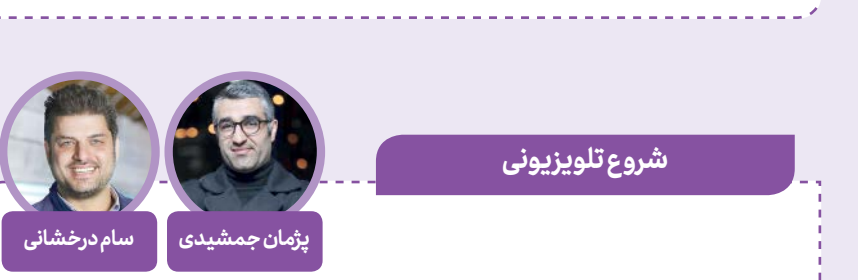 شروع تلویزیونی
پژمان جمشیدی
سام درخشانی